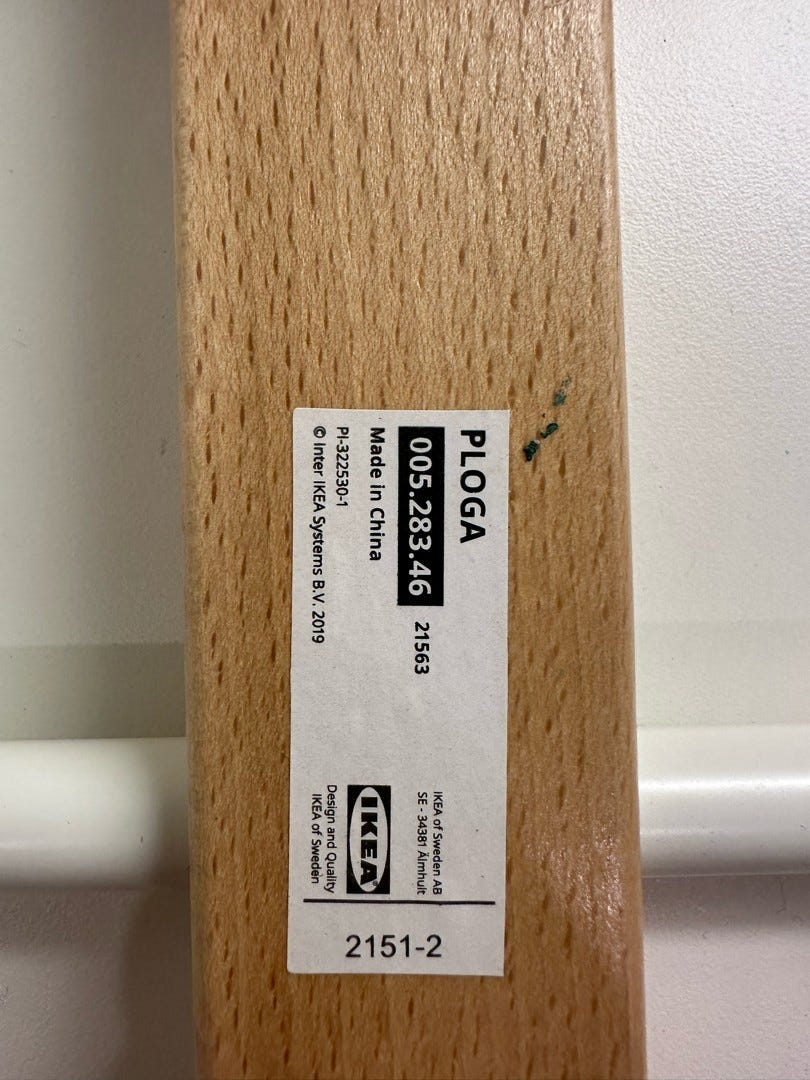 PLOGA
005.283.46 21563
Made in China
PI-322530-1
© Inter IKEA Systems B.V. 2019
IKEA of Sweden AB
SE - 34381 Älmhult
IKEA®
Design and Quality
IKEA of Sweden
2151-2